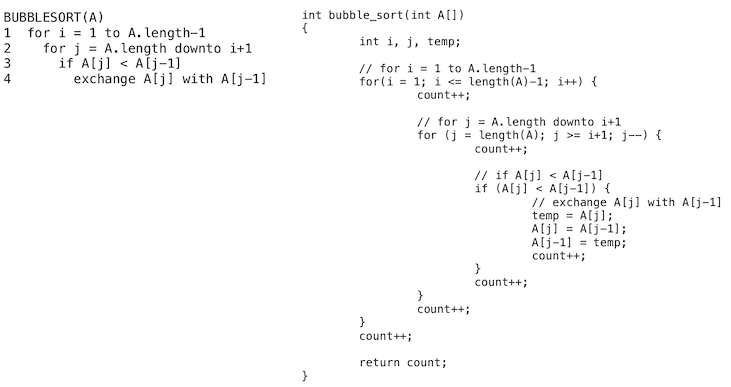 BUBBLESORT(A)
1  for i = 1 to A.length-1
2    for j = A.length downto i+1
3      if A[j] < A[j-1]
4        exchange A[j] with A[j-1]
int bubble_sort(int A[])
{
        int i, j, temp;

        // for i = 1 to A.length-1
        for(i = 1; i <= length(A)-1; i++) {
                count++;

                // for j = A.length downto i+1
                for (j = length(A); j >= i+1; j--) {
                        count++;

                        // if A[j] < A[j-1]
                        if (A[j] < A[j-1]) {
                                // exchange A[j] with A[j-1]
                                temp = A[j];
                                A[j] = A[j-1];
                                A[j-1] = temp;
                                count++;
                        }
                        count++;
                }
                count++;
        }
        count++;

        return count;
}